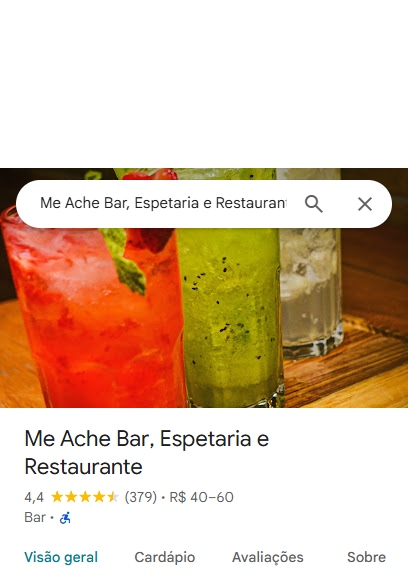 Me Ache Bar, Espetaria e Restauran
Me Ache Bar, Espetaria e
Restaurante
4,4 (379) · R$ 40–60
Bar ·
Visão geral Cardápio Avaliações Sobre